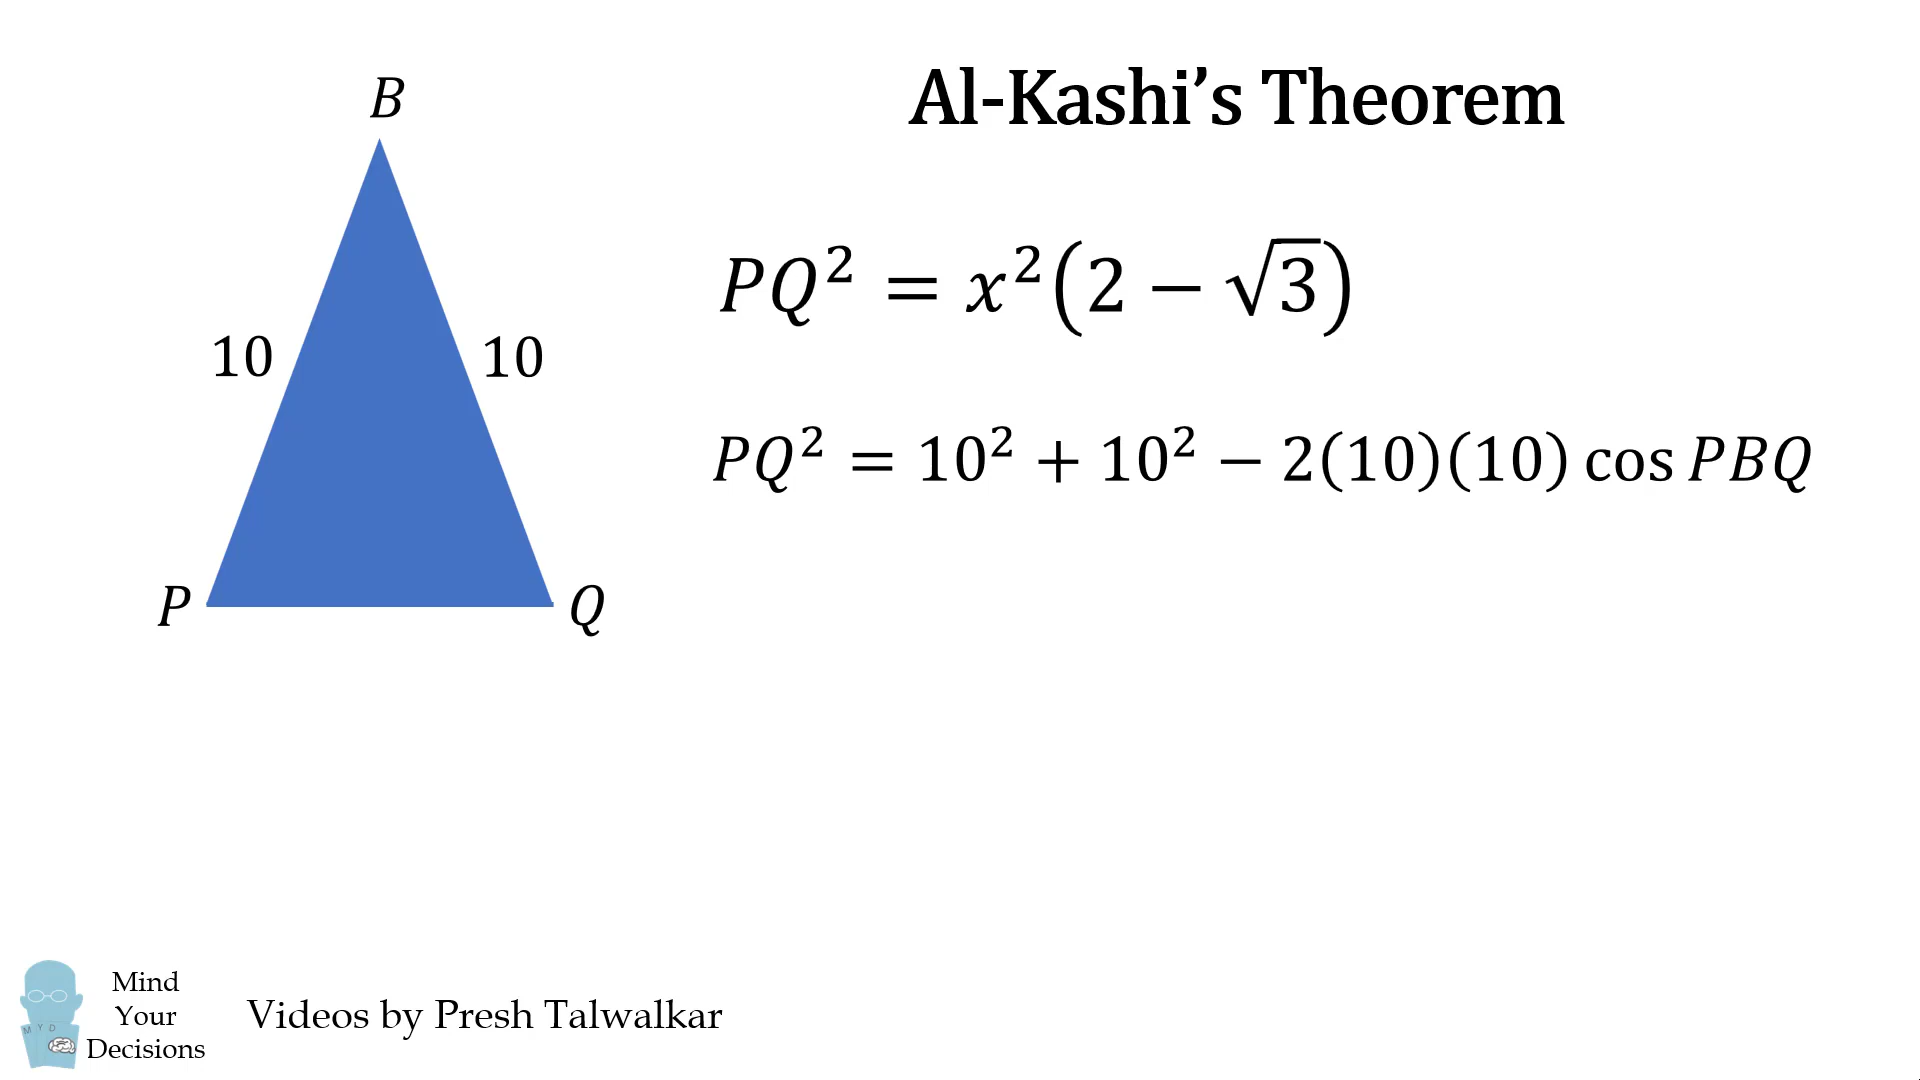 Al-Kashi’s Theorem
B
PQ² = x²(2 − √3)
10
10
PQ² = 10² + 10² − 2(10)(10) cos PBQ
P
Q
Mind
Your
Decisions
M Y D
Videos by Presh Talwalkar